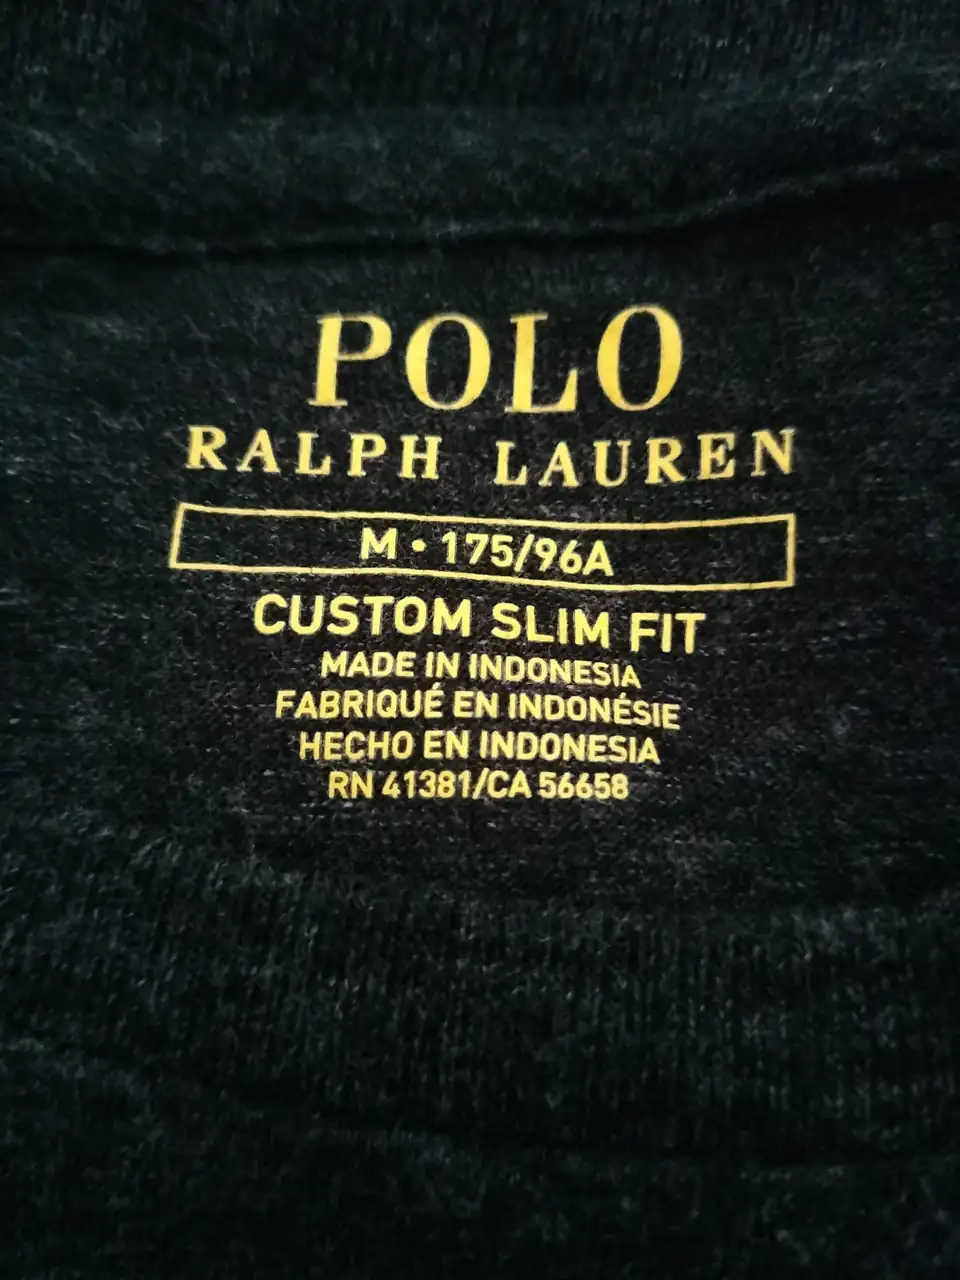 POLO
RALPH LAUREN
M • 175/96A
CUSTOM SLIM FIT
MADE IN INDONESIA
FABRIQUÉ EN INDONÉSIE
HECHO EN INDONESIA
RN 41381/CA 56658